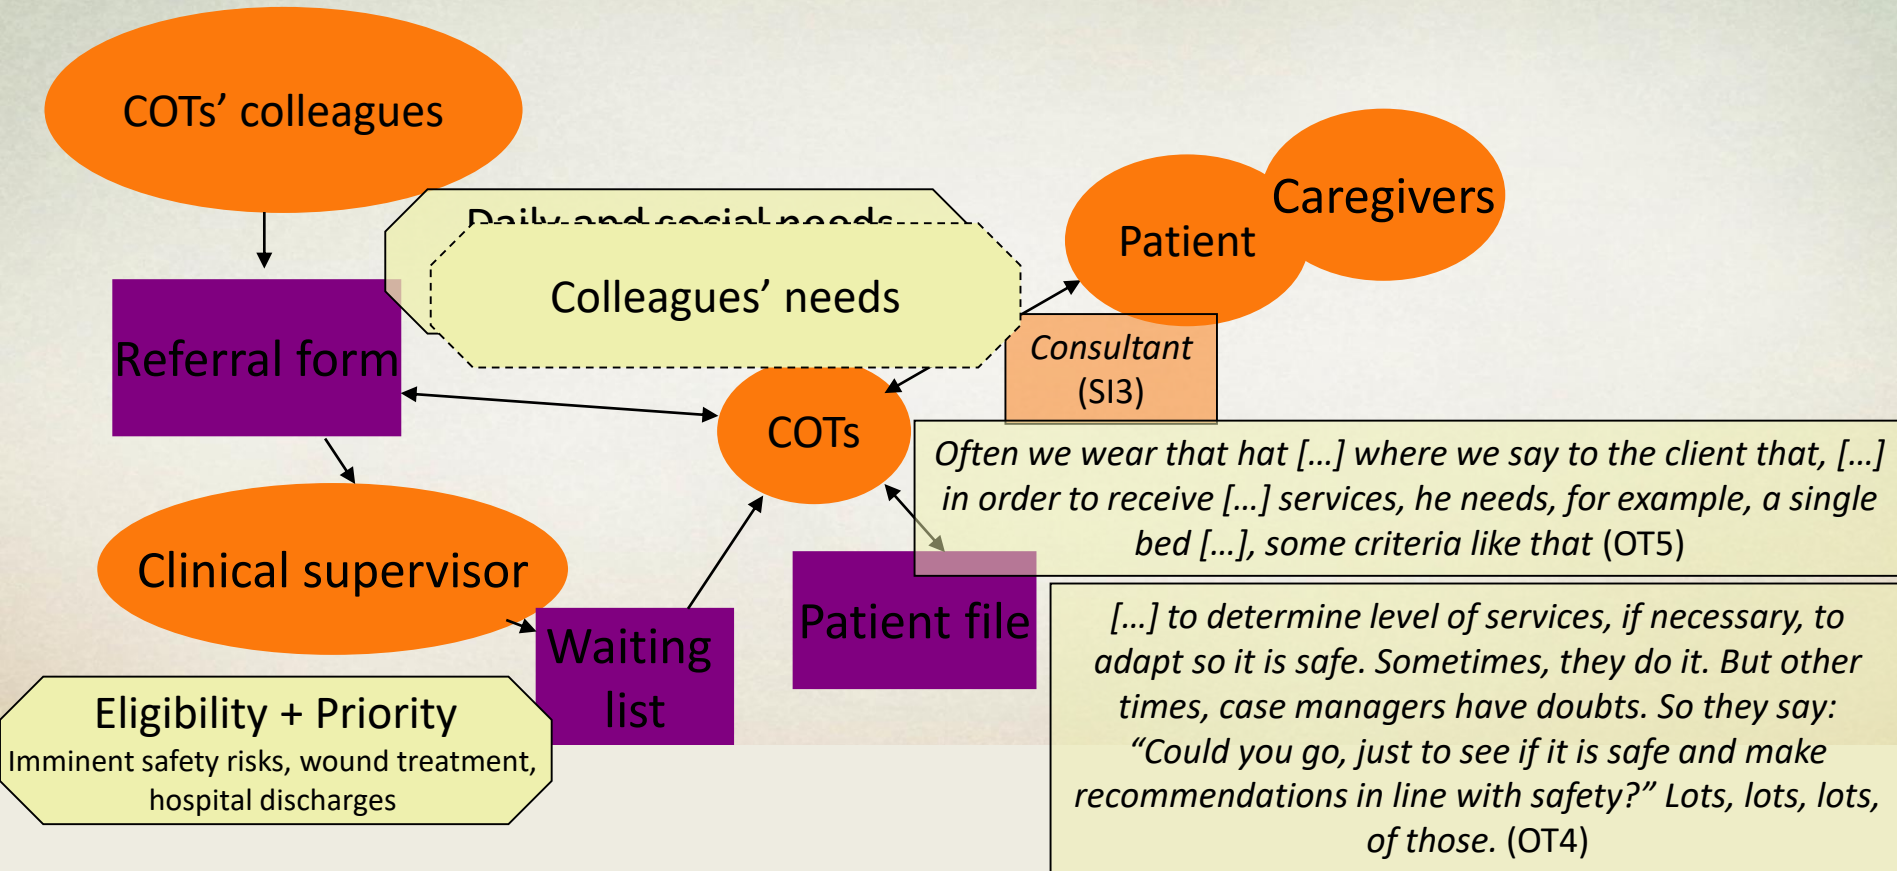 COTs’ colleagues
Caregivers
Patient
Daily and social needs
Colleagues’ needs
Referral form
Consultant
(SI3)
COTs
Often we wear that hat […] where we say to the client that, […]
in order to receive […] services, he needs, for example, a single
bed […], some criteria like that (OT5)
Clinical supervisor
Waiting
list
Patient file
[…] to determine level of services, if necessary, to
adapt so it is safe. Sometimes, they do it. But other
times, case managers have doubts. So they say:
“Could you go, just to see if it is safe and make
recommendations in line with safety?” Lots, lots, lots,
of those. (OT4)
Eligibility + Priority
Imminent safety risks, wound treatment,
hospital discharges